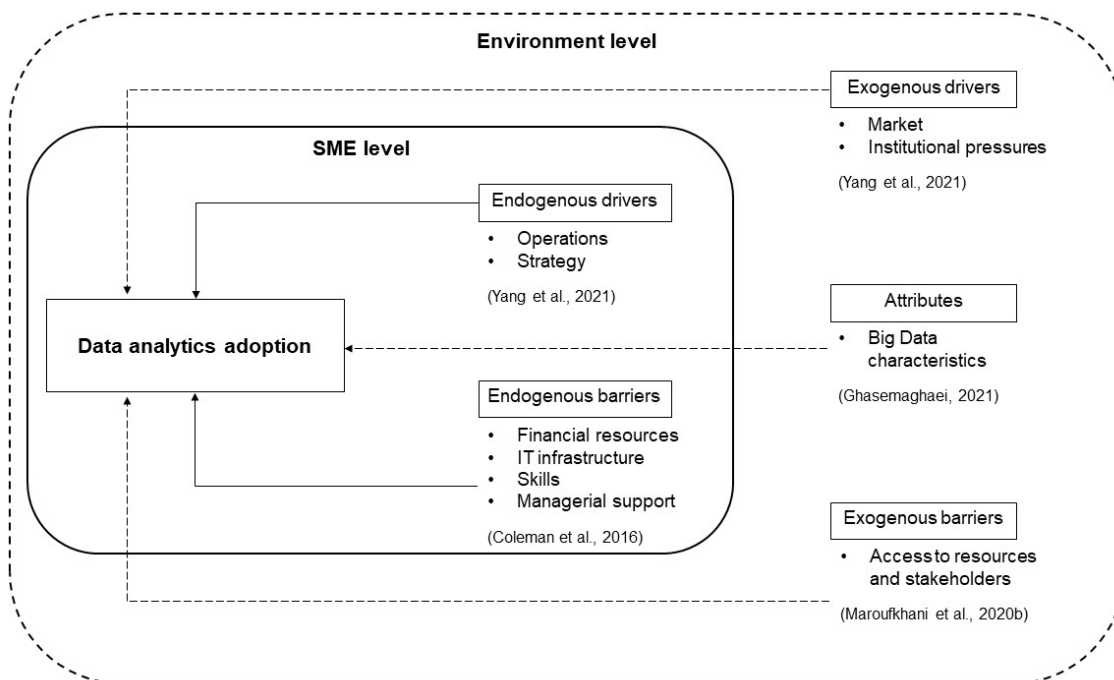 Environment level
Exogenous drivers
• Market
• Institutional pressures
(Yang et al., 2021)
SME level
Endogenous drivers
• Operations
• Strategy
(Yang et al., 2021)
Data analytics adoption
Attributes
• Big Data
characteristics
(Ghasemaghaei, 2021)
Endogenous barriers
• Financial resources
• IT infrastructure
• Skills
• Managerial support
(Coleman et al., 2016)
Exogenous barriers
• Access to resources
and stakeholders
(Maroufkhani et al., 2020b)